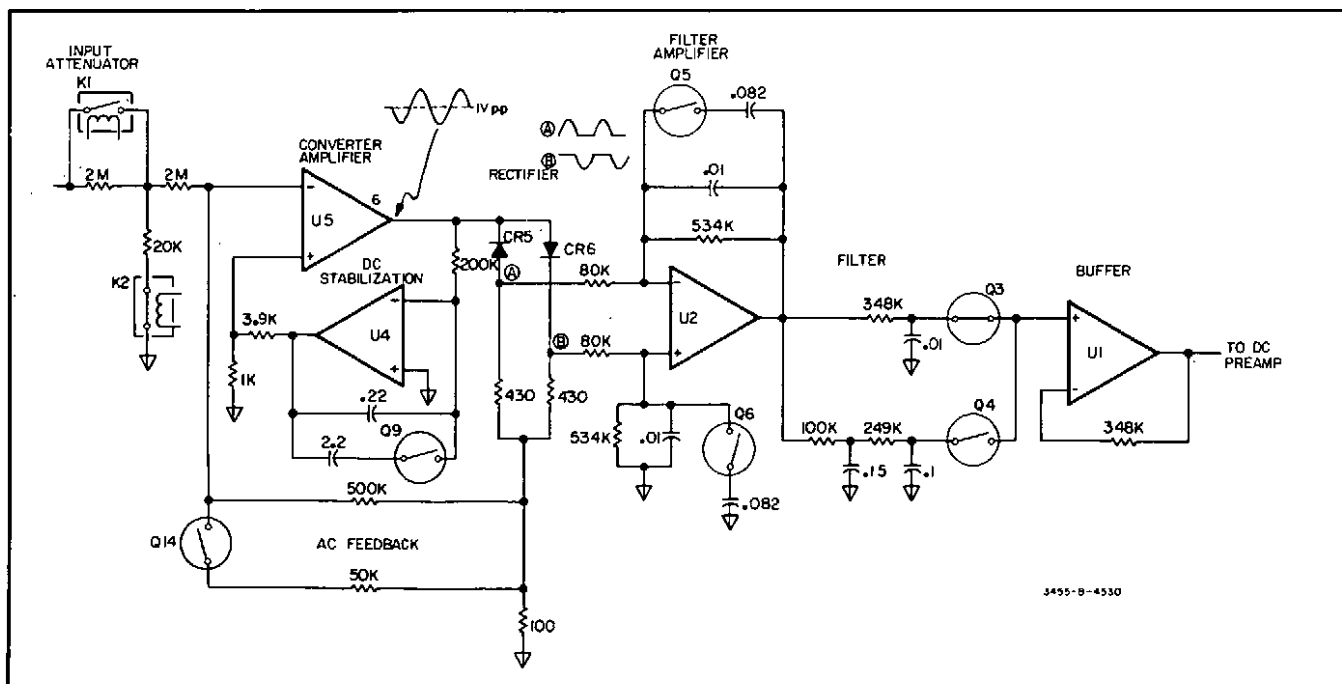 INPUT
ATTENUATOR
K1
2M
2M
20K
K2
CONVERTER
AMPLIFIER
1V pp
6
-
U5
+
DC
STABILIZATION
200K
CR5
CR6
A
B
RECTIFIER
A
B
3.9K
U4
-
+
1K
.22
2.2
Q9
430
430
500K
Q14
AC FEEDBACK
50K
100
FILTER
AMPLIFIER
Q5
.082
.01
534K
80K
80K
-
U2
+
534K
.01
Q6
.082
FILTER
348K
.01
Q3
100K
249K
Q4
.15
.1
BUFFER
+
U1
-
348K
TO DC
PREAMP
3455-B-4530